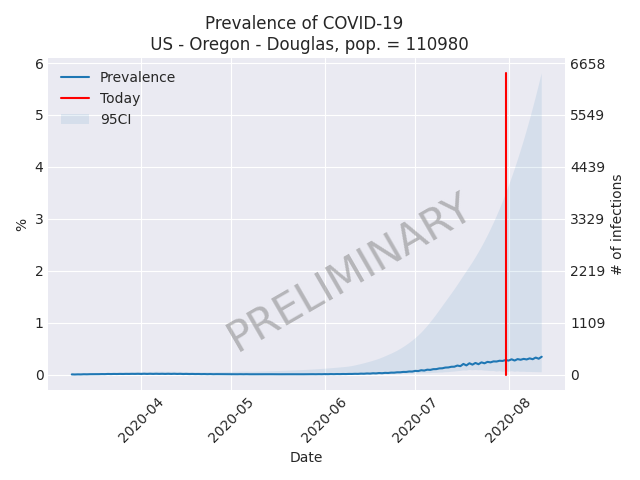 Prevalence of COVID-19
US - Oregon - Douglas, pop. = 110980
Prevalence
Today
95CI
6
5
4
3
2
1
0
%
6658
5549
4439
3329
2219
1109
0
# of infections
PRELIMINARY
2020-04
2020-05
2020-06
2020-07
2020-08
Date